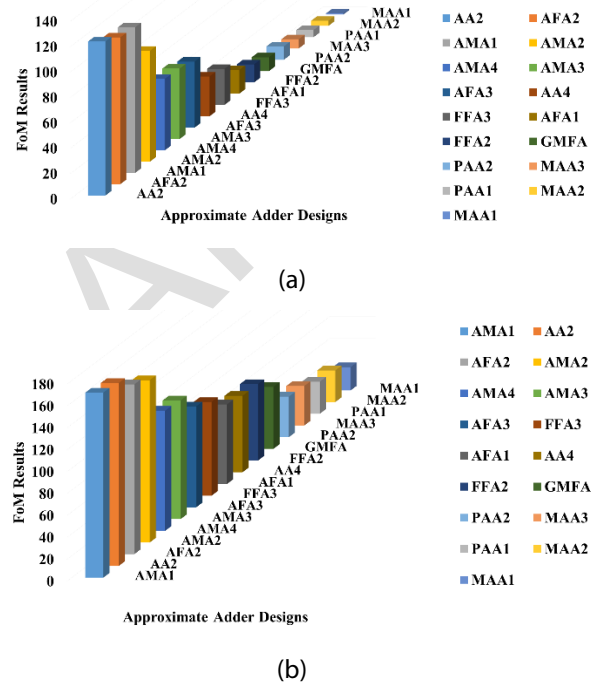 140
120
100
80
60
40
20
0
FoM Results
MAA1
MAA2
PAA1
MAA3
PAA2
GMFA
FFA2
AFA1
FFA3
AA4
AFA3
AMA3
AMA4
AMA2
AMA1
AFA2
AA2
Approximate Adder Designs
AA2 AFA2
AMA1 AMA2
AMA4 AMA3
AFA3 AA4
FFA3 AFA1
FFA2 GMFA
PAA2 MAA3
PAA1 MAA2
MAA1
(a)
180
160
140
120
100
80
60
40
20
0
FoM Results
MAA1
MAA2
PAA1
MAA3
PAA2
GMFA
FFA2
AA4
AFA1
FFA3
AFA3
AMA3
AMA4
AMA2
AFA2
AA2
AMA1
Approximate Adder Designs
AMA1 AA2
AFA2 AMA2
AMA4 AMA3
AFA3 FFA3
AFA1 AA4
FFA2 GMFA
PAA2 MAA3
PAA1 MAA2
MAA1
(b)